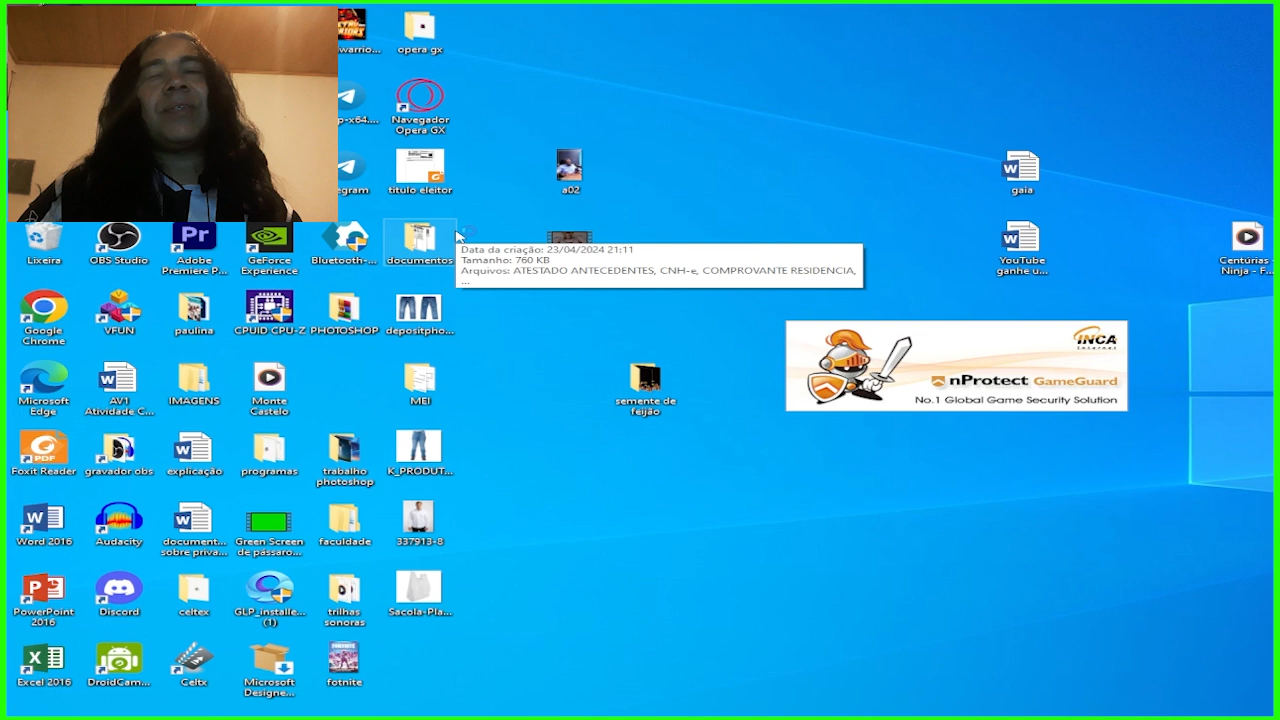 warrio...
opera gx
p-x64....
Navegador
Opera GX
egram
titulo eleitor
a02
gaia
Lixeira
OBS Studio
Adobe
Premiere P...
GeForce
Experience
Bluetooth-...
documentos
Data da criação: 23/04/2024 21:11
Tamanho: 760 KB
Arquivos: ATESTADO ANTECEDENTES, CNH-e, COMPROVANTE RESIDENCIA,
...
YouTube
ganhe u...
Centúrias
Ninja - F...
Google
Chrome
VFUN
paulina
CPUID CPU-Z
PHOTOSHOP
depositpho...
INCA
Internet
nProtect GameGuard
No.1 Global Game Security Solution
Microsoft
Edge
AV1
Atividade C...
IMAGENS
Monte
Castelo
MEI
semente de
feijão
Foxit Reader
gravador obs
explicação
programas
trabalho
photoshop
K_PRODUT...
Word 2016
Audacity
document...
sobre priva...
Green Screen
de pássaro...
faculdade
337913-8
PowerPoint
2016
Discord
celtex
GLP_installe...
(1)
trilhas
sonoras
Sacola-Pla...
Excel 2016
DroidCam...
Celtx
Microsoft
Designe...
fotnite